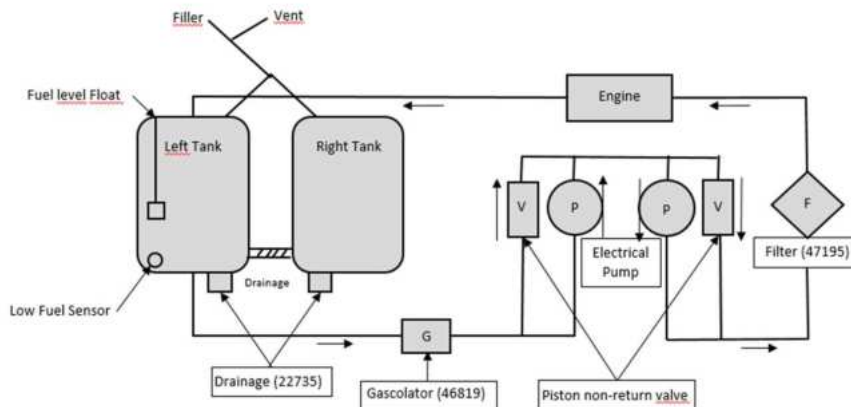 Filler
Vent
Fuel level Float
Engine
Left Tank
Right Tank
V
P
p
V
F
Electrical
Pump
Filter (47195)
Drainage
Low Fuel Sensor
G
Drainage (22735)
Gascolator (46819)
Piston non-return valve